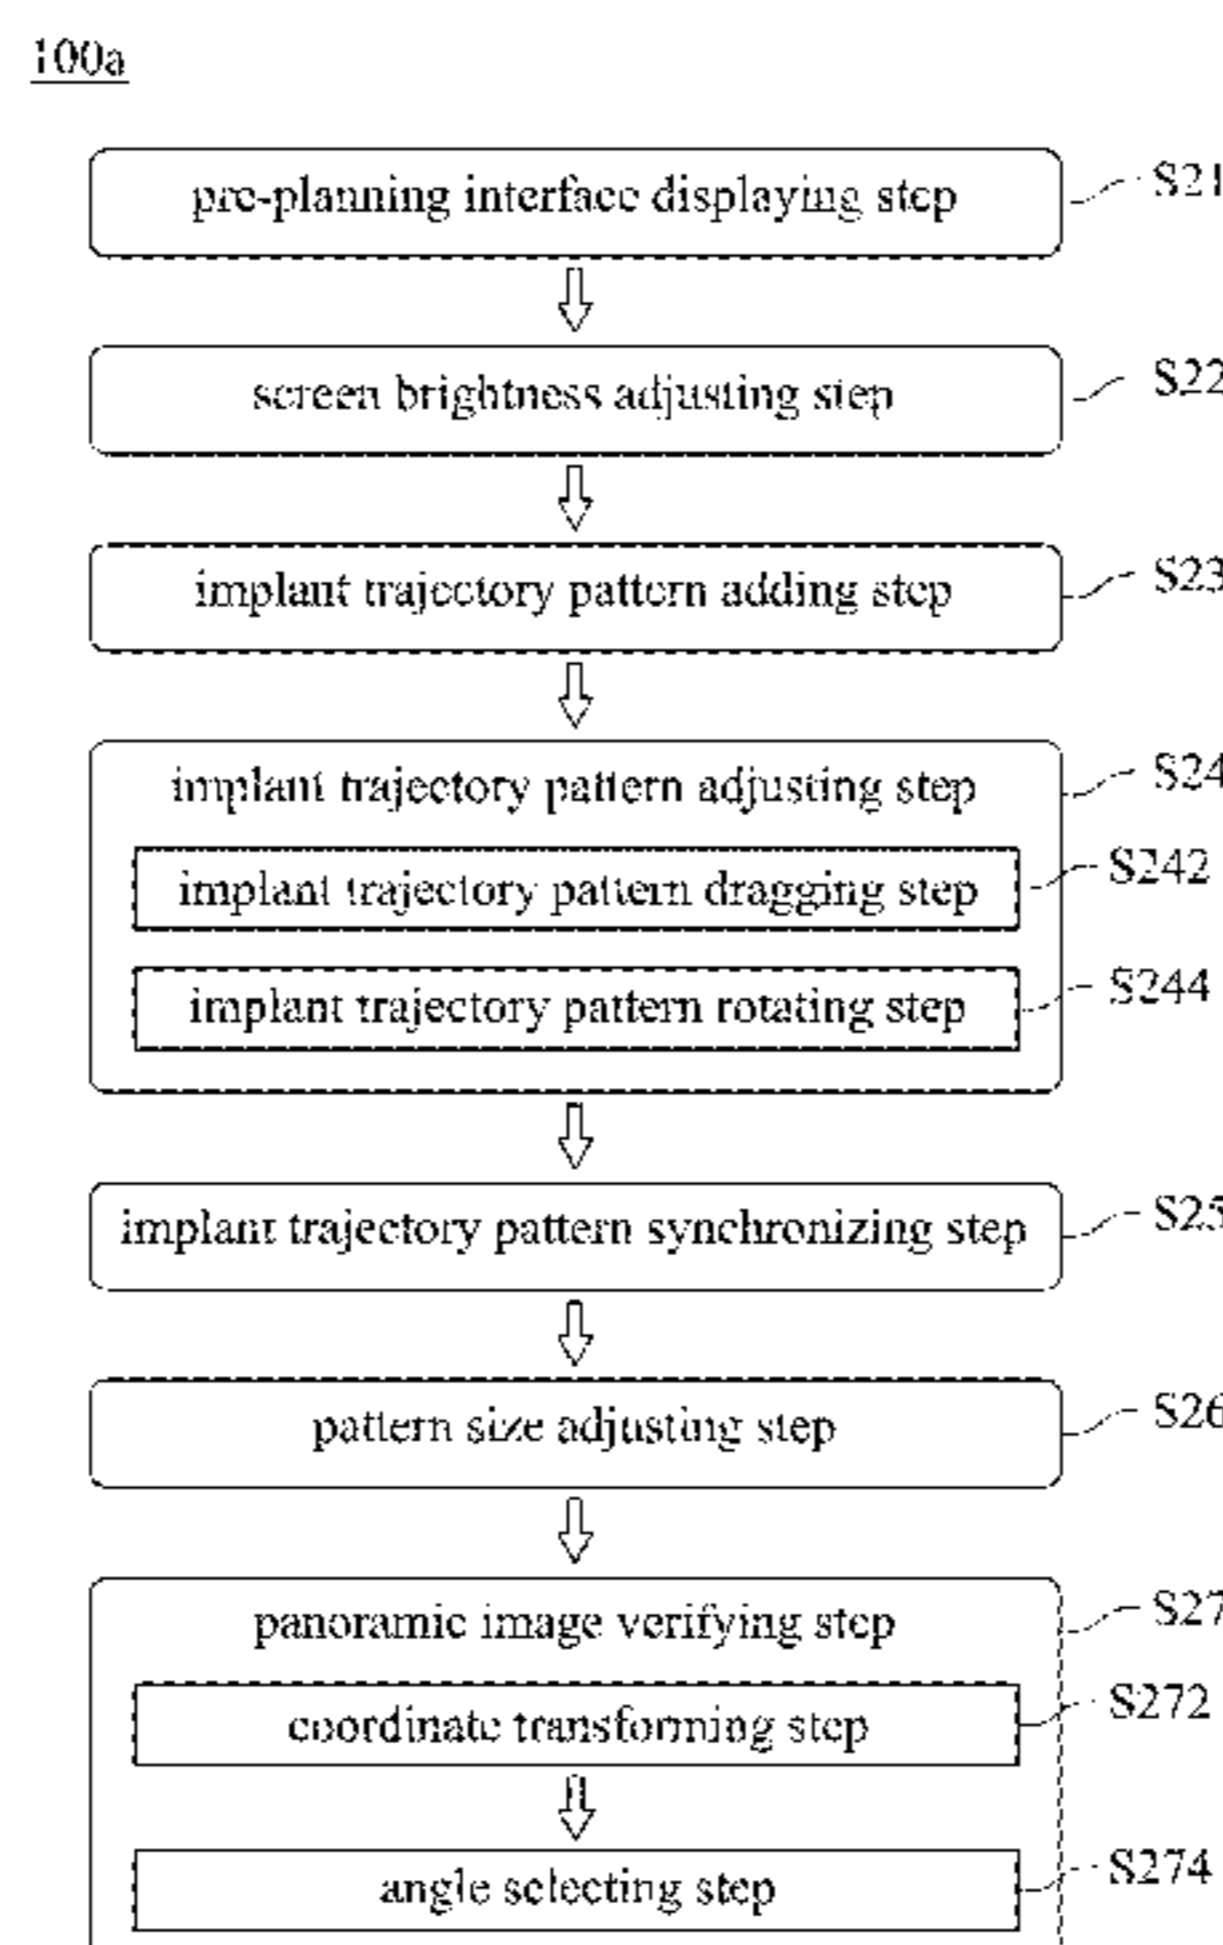 100a
pre-planning interface displaying step
S21
screen brightness adjusting step
S22
implant trajectory pattern adding step
S23
implant trajectory pattern adjusting step
S24
implant trajectory pattern dragging step
S242
implant trajectory pattern rotating step
S244
implant trajectory pattern synchronizing step
S25
pattern size adjusting step
S26
panoramic image verifying step
S27
coordinate transforming step
S272
angle selecting step
S274